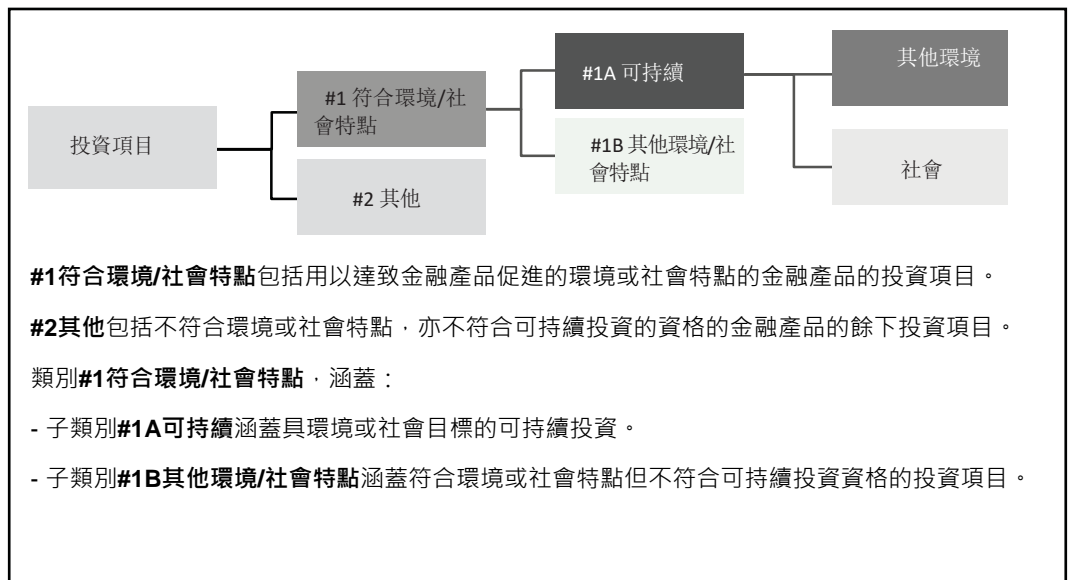 投資項目
#1 符合環境/社
會特點
#2 其他
#1A 可持續
#1B 其他環境/社
會特點
其他環境
社會
#1符合環境/社會特點包括用以達致金融產品促進的環境或社會特點的金融產品的投資項目。
#2其他包括不符合環境或社會特點，亦不符合可持續投資的資格的金融產品的餘下投資項目。
類別#1符合環境/社會特點，涵蓋：
- 子類別#1A可持續涵蓋具環境或社會目標的可持續投資。
- 子類別#1B其他環境/社會特點涵蓋符合環境或社會特點但不符合可持續投資資格的投資項目。